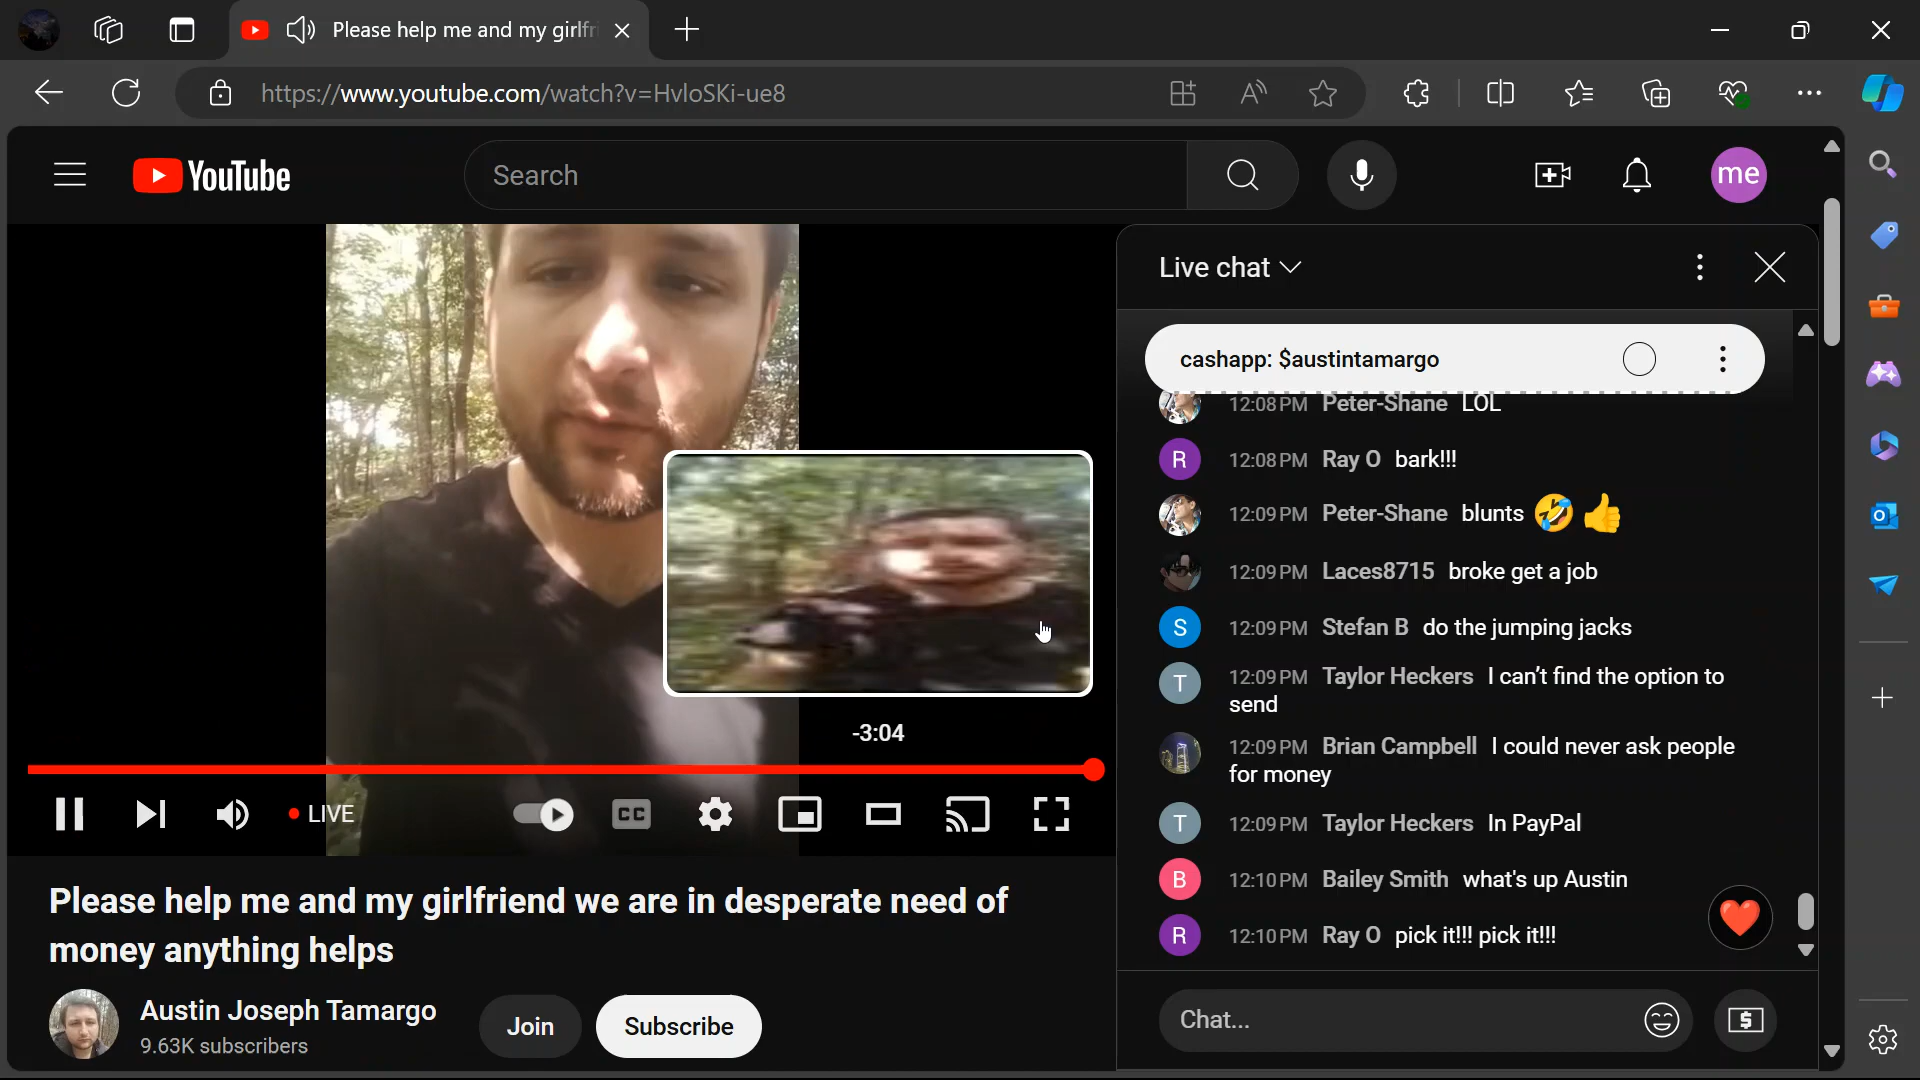 Please help me and my girlfr
https://www.youtube.com/watch?v=HvloSKi-ue8
YouTube
Search
me
Live chat
cashapp: $austintamargo
12:08 PM Peter-Shane LOL
R 12:08 PM Ray O bark!!!
12:09 PM Peter-Shane blunts 🤣👍
12:09 PM Laces8715 broke get a job
S 12:09 PM Stefan B do the jumping jacks
T 12:09 PM Taylor Heckers I can't find the option to
send
12:09 PM Brian Campbell I could never ask people
for money
T 12:09 PM Taylor Heckers In PayPal
B 12:10 PM Bailey Smith what's up Austin
R 12:10 PM Ray O pick it!!! pick it!!!
Chat...
-3:04
LIVE
CC
Please help me and my girlfriend we are in desperate need of
money anything helps
Austin Joseph Tamargo
9.63K subscribers
Join
Subscribe